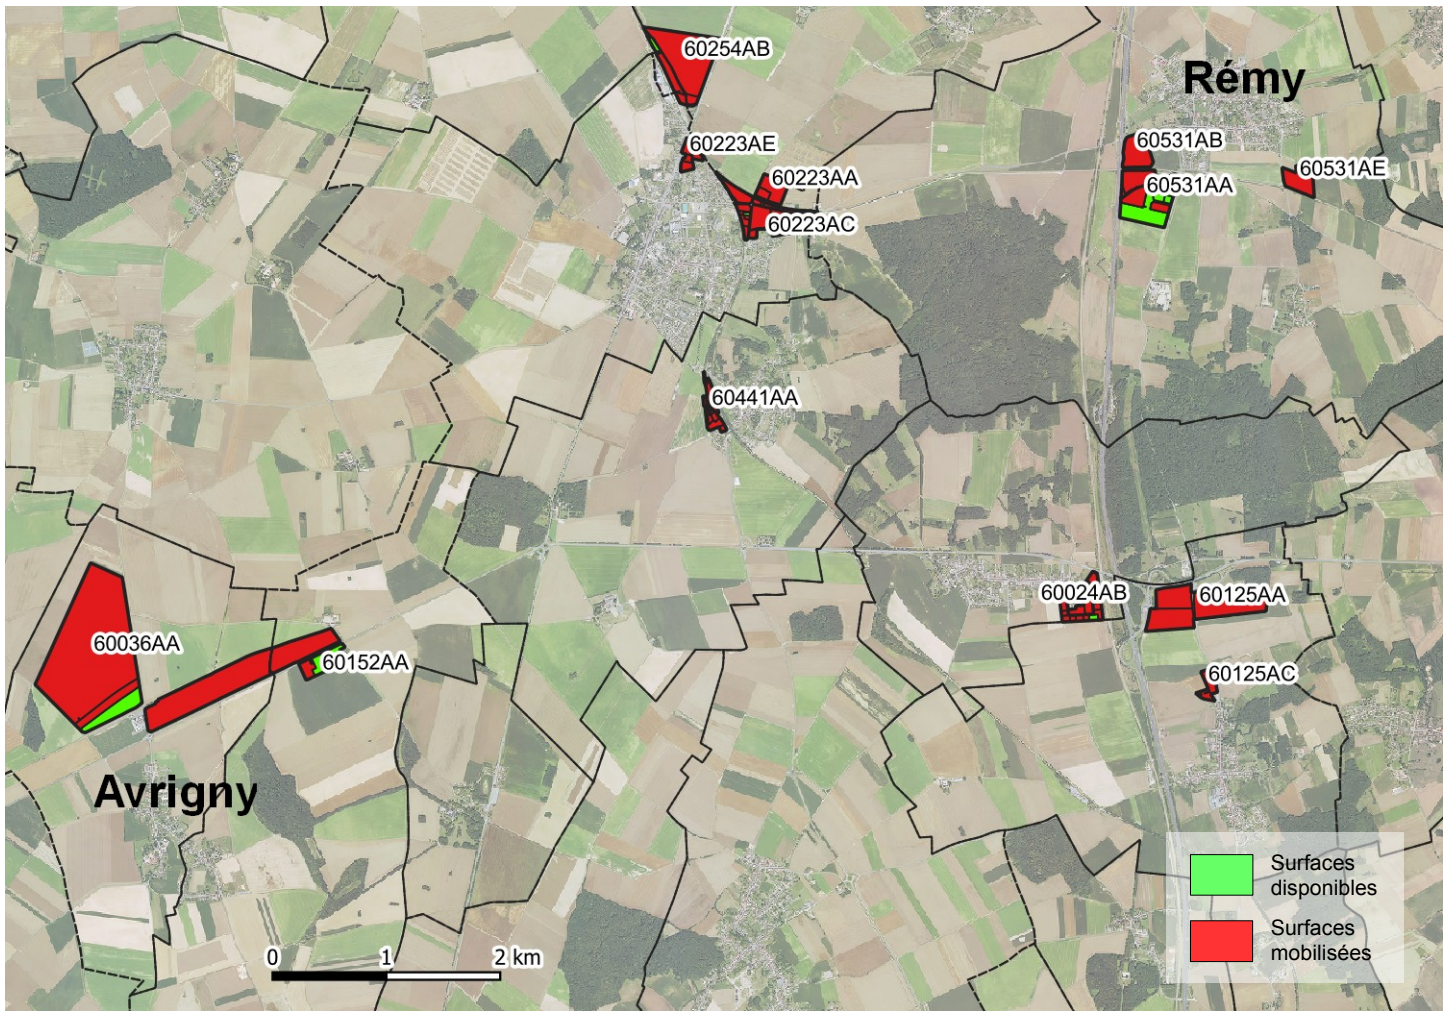 60254AB
Rémy
60223AE
60531AB
60531AE
60223AA
60531AA
60223AC
60441AA
60024AB
60125AA
60036AA
60152AA
60125AC
Avrigny
Surfaces
disponibles
Surfaces
mobilisées
0 1 2 km